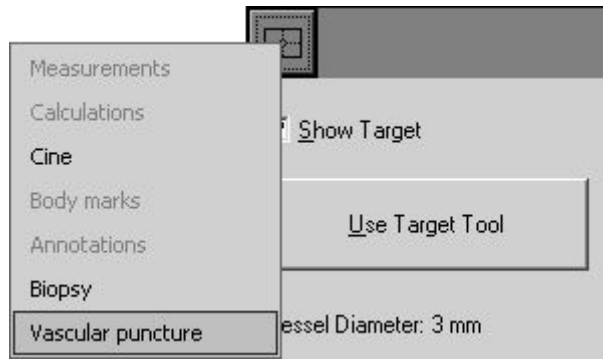 Measurements
Calculations
Cine
Body marks
Annotations
Biopsy
Vascular puncture
Show Target
Use Target Tool
essel Diameter: 3 mm